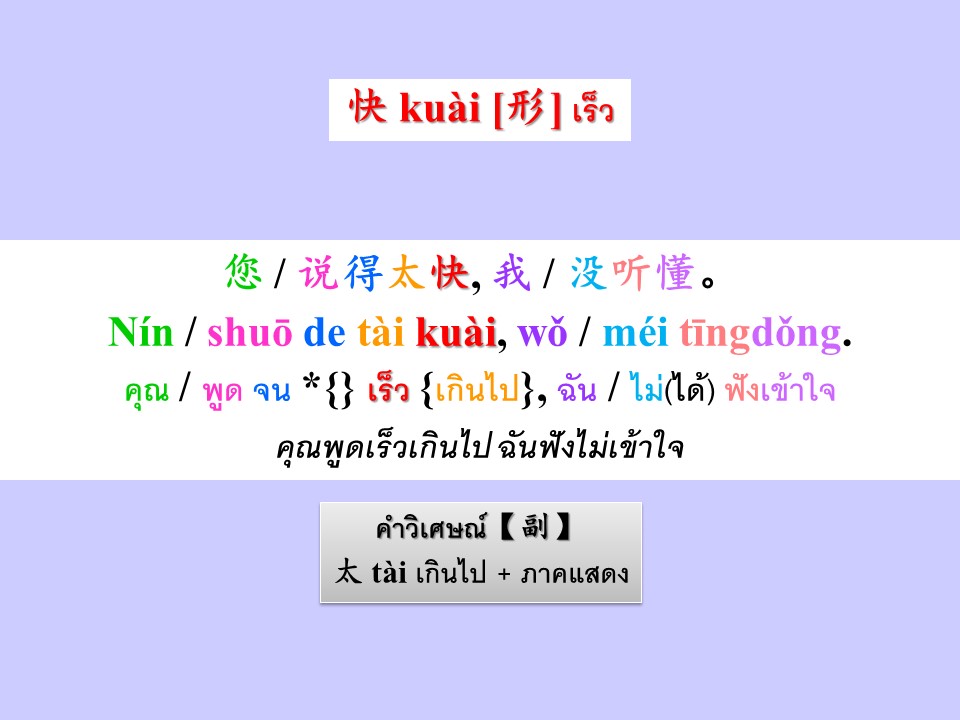 快 kuài [形] เร็ว
您 / 说得太快, 我 / 没听懂。
Nín / shuō de tài kuài, wǒ / méi tīngdǒng.
คุณ / พูด จน *{} เร็ว {เกินไป}, ฉัน / ไม่(ได้) ฟังเข้าใจ
คุณพูดเร็วเกินไป ฉันฟังไม่เข้าใจ
คำวิเศษณ์【副】
太 tài เกินไป + ภาคแสดง